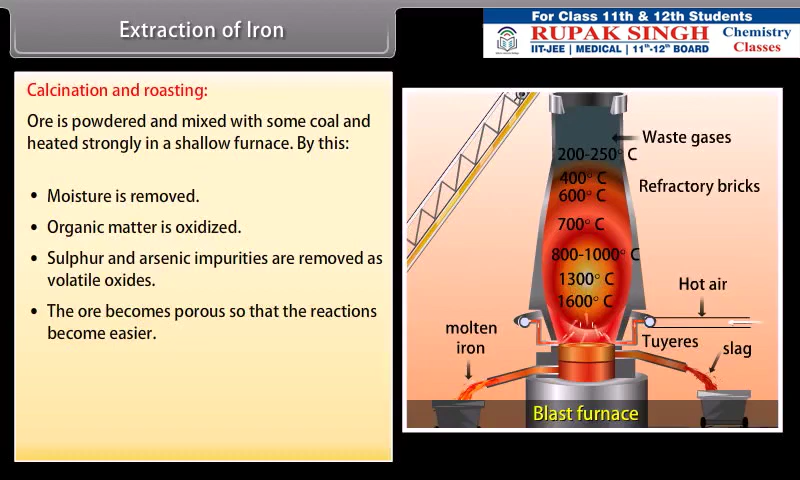 Extraction of Iron
For Class 11th & 12th Students
RUPAK SINGH
IIT-JEE | MEDICAL | 11th-12th BOARD
Chemistry
Classes
Calcination and roasting:
Ore is powdered and mixed with some coal and
heated strongly in a shallow furnace. By this:
• Moisture is removed.
• Organic matter is oxidized.
• Sulphur and arsenic impurities are removed as
volatile oxides.
• The ore becomes porous so that the reactions
become easier.
Waste gases
200-250° C
400° C
Refractory bricks
600° C
700° C
800-1000° C
1300° C
Hot air
1600° C
molten
iron
Tuyeres
slag
Blast furnace